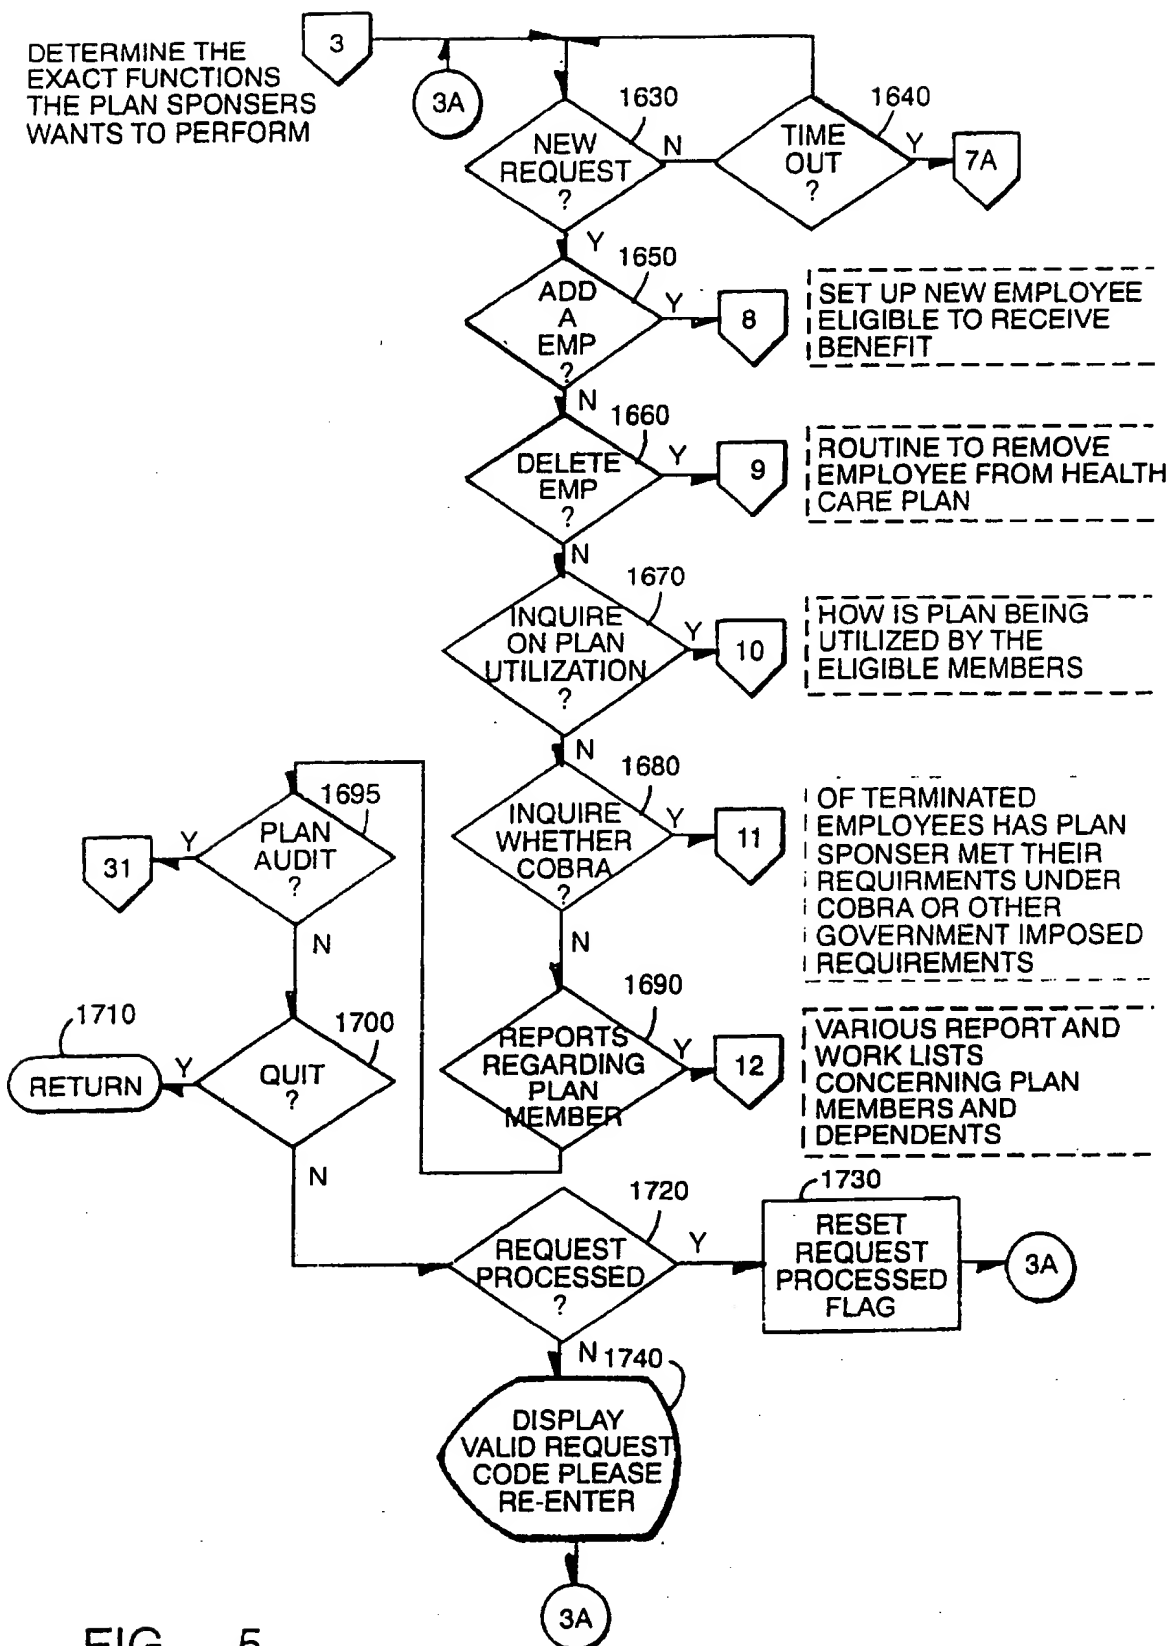 DETERMINE THE
EXACT FUNCTIONS
THE PLAN SPONSERS
WANTS TO PERFORM
3
3A
1630
NEW
REQUEST
?
N
Y
1640
TIME
OUT
?
Y
7A
1650
ADD
A
EMP
?
Y
N
8
SET UP NEW EMPLOYEE
ELIGIBLE TO RECEIVE
BENEFIT
1660
DELETE
EMP
?
Y
N
9
ROUTINE TO REMOVE
EMPLOYEE FROM HEALTH
CARE PLAN
1670
INQUIRE
ON PLAN
UTILIZATION
?
Y
N
10
HOW IS PLAN BEING
UTILIZED BY THE
ELIGIBLE MEMBERS
1680
INQUIRE
WHETHER
COBRA
?
Y
N
11
OF TERMINATED
EMPLOYEES HAS PLAN
SPONSER MET THEIR
REQUIRMENTS UNDER
COBRA OR OTHER
GOVERNMENT IMPOSED
REQUIREMENTS
1690
REPORTS
REGARDING
PLAN
MEMBER
Y
12
VARIOUS REPORT AND
WORK LISTS
CONCERNING PLAN
MEMBERS AND
DEPENDENTS
1695
PLAN
AUDIT
?
Y
N
31
1700
QUIT
?
Y
N
1710
RETURN
1720
REQUEST
PROCESSED
?
Y
N
1730
RESET
REQUEST
PROCESSED
FLAG
3A
1740
DISPLAY
VALID REQUEST
CODE PLEASE
RE-ENTER
3A
FIG. 5